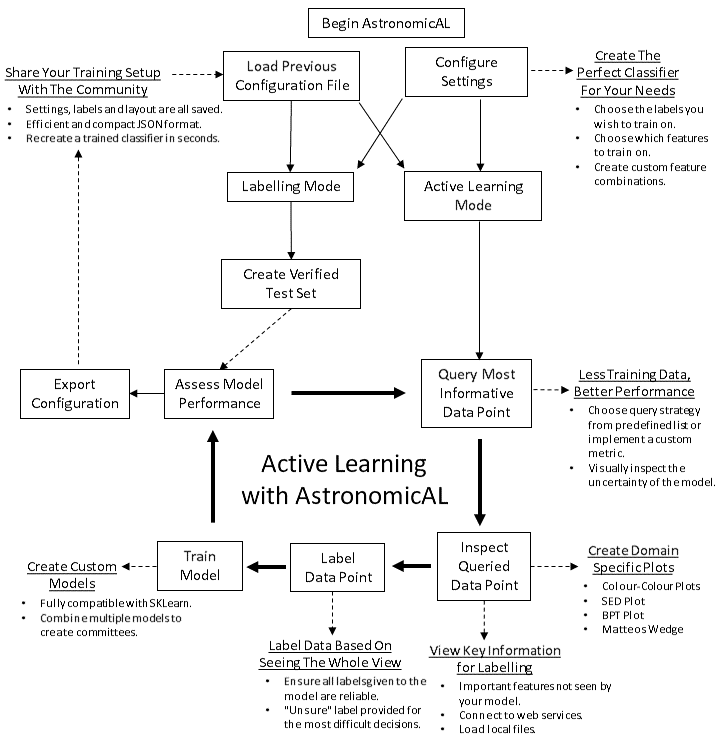 Begin AstronomicAL
Share Your Training Setup
With The Community
• Settings, labels and layout are all saved.
• Efficient and compact JSON format.
• Recreate a trained classifier in seconds.
Load Previous
Configuration File
Configure
Settings
Create The
Perfect Classifier
For Your Needs
• Choose the labels you
wish to train on.
• Choose which features
to train on.
• Create custom feature
combinations.
Labelling Mode
Active Learning
Mode
Create Verified
Test Set
Export
Configuration
Assess Model
Performance
Query Most
Informative
Data Point
Less Training Data,
Better Performance
• Choose query strategy
from predefined list or
implement a custom
metric.
• Visually inspect the
uncertainty of the model.
Active Learning
with AstronomicAL
Create Custom
Models
• Fully compatible with SKLearn.
• Combine multiple models to
create committees.
Train
Model
Label
Data Point
Inspect
Queried
Data Point
Create Domain
Specific Plots
• Colour-Colour Plots
• SED Plot
• BPT Plot
• Matteos Wedge
Label Data Based On
Seeing The Whole View
• Ensure all labels given to the
model are reliable.
• "Unsure" label provided for
the most difficult decisions.
View Key Information
for Labelling
• Important features not seen by
your model.
• Connect to web services.
• Load local files.